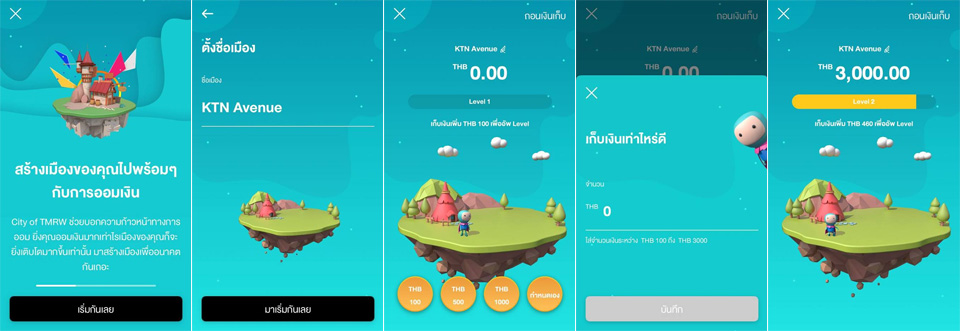 สร้างเมืองของคุณไปพร้อมๆ
กับการออมเงิน
City of TMRW ช่วยบอกความก้าวหน้าทางการ
ออม ยิ่งคุณออมเงินมากเท่าไรเมืองของคุณก็จะ
ยิ่งเติบโตมากขึ้นเท่านั้น มาสร้างเมืองเพื่ออนาคต
กันเถอะ
เริ่มกันเลย
ตั้งชื่อเมือง
ชื่อเมือง
KTN Avenue
มาเริ่มกันเลย
ถอนเงินเก็บ
KTN Avenue
THB 0.00
Level 1
เก็บเงินเพิ่ม THB 100 เพื่ออัพ Level
THB 100
THB 500
THB 1000
กำหนดเอง
ถอนเงินเก็บ
KTN Avenue
THB 0.00
เก็บเงินเท่าไหร่ดี
จำนวน
THB 0
ใส่จำนวนเงินระหว่าง THB 100 ถึง THB 3000
บันทึก
ถอนเงินเก็บ
KTN Avenue
THB 3,000.00
Level 2
เก็บเงินเพิ่ม THB 460 เพื่ออัพ Level